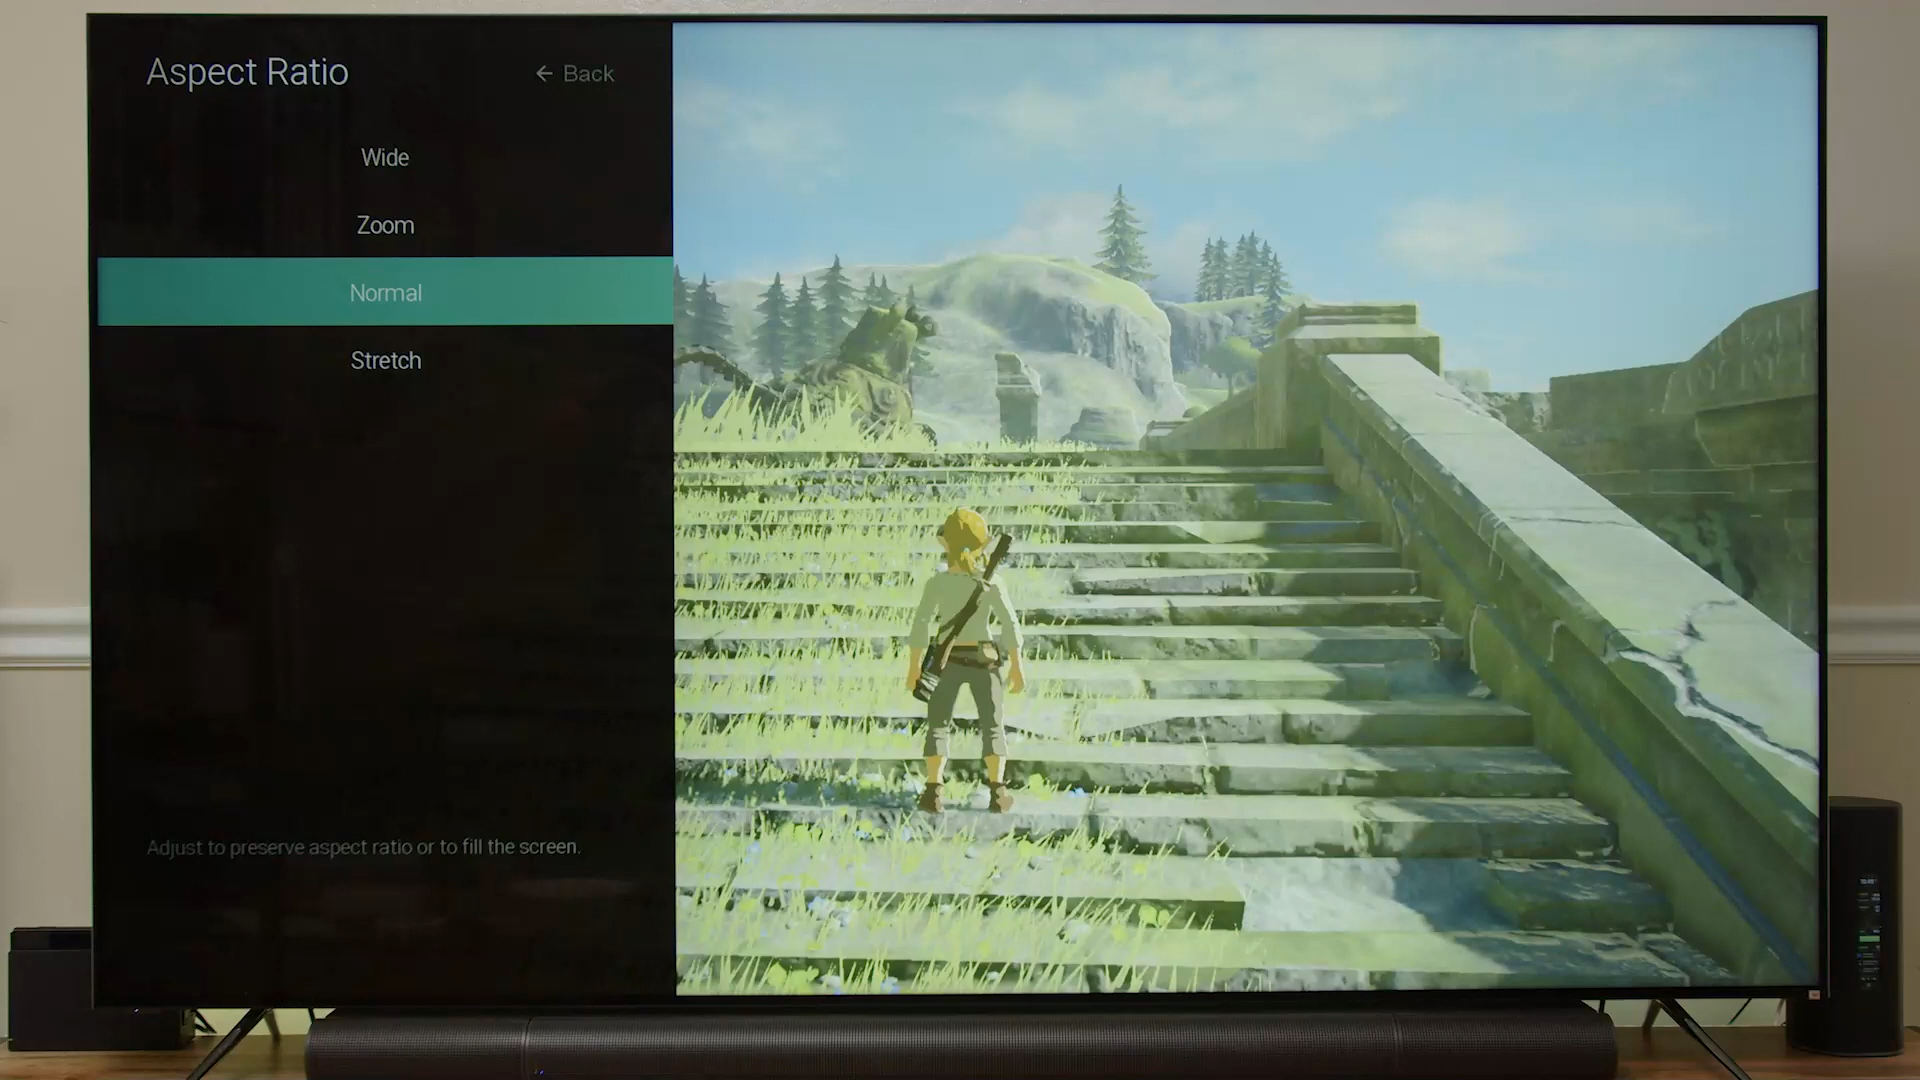 Aspect Ratio
← Back
Wide
Zoom
Normal
Stretch
Adjust to preserve aspect ratio or to fill the screen.